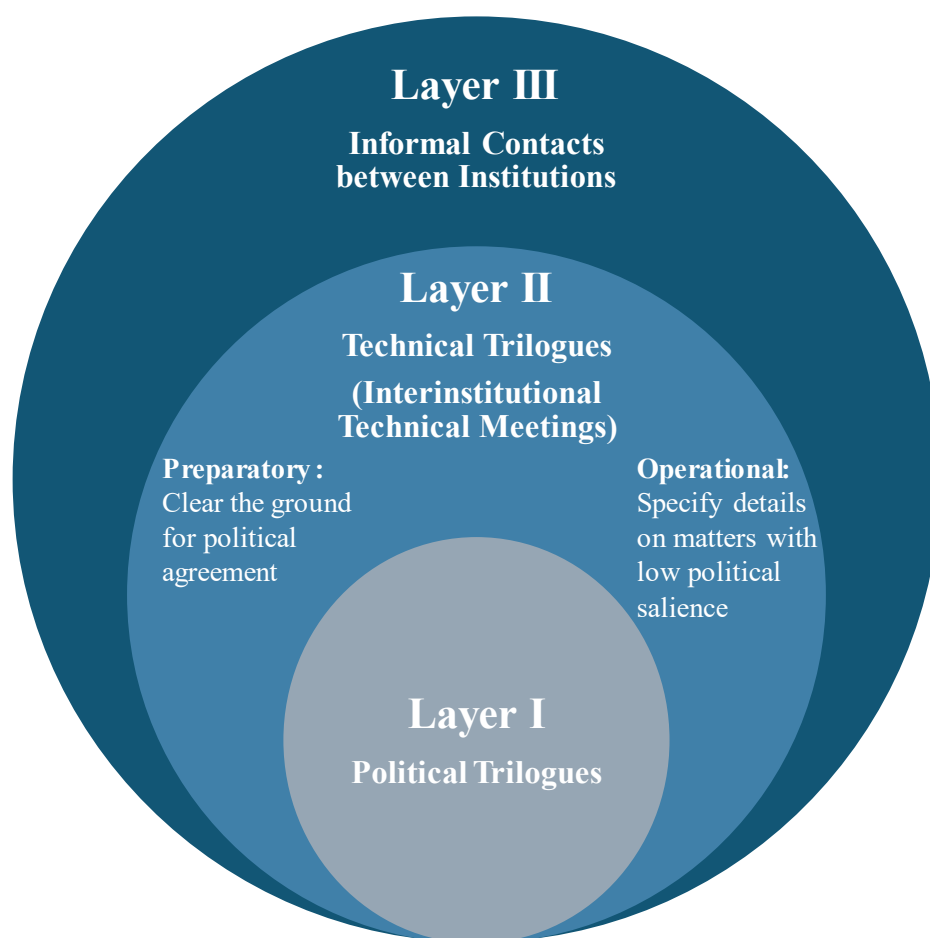 Layer III
Informal Contacts
between Institutions
Layer II
Technical Trilogues
(Interinstitutional
Technical Meetings)
Preparatory:
Clear the ground
for political
agreement
Operational:
Specify details
on matters with
low political
salience
Layer I
Political Trilogues